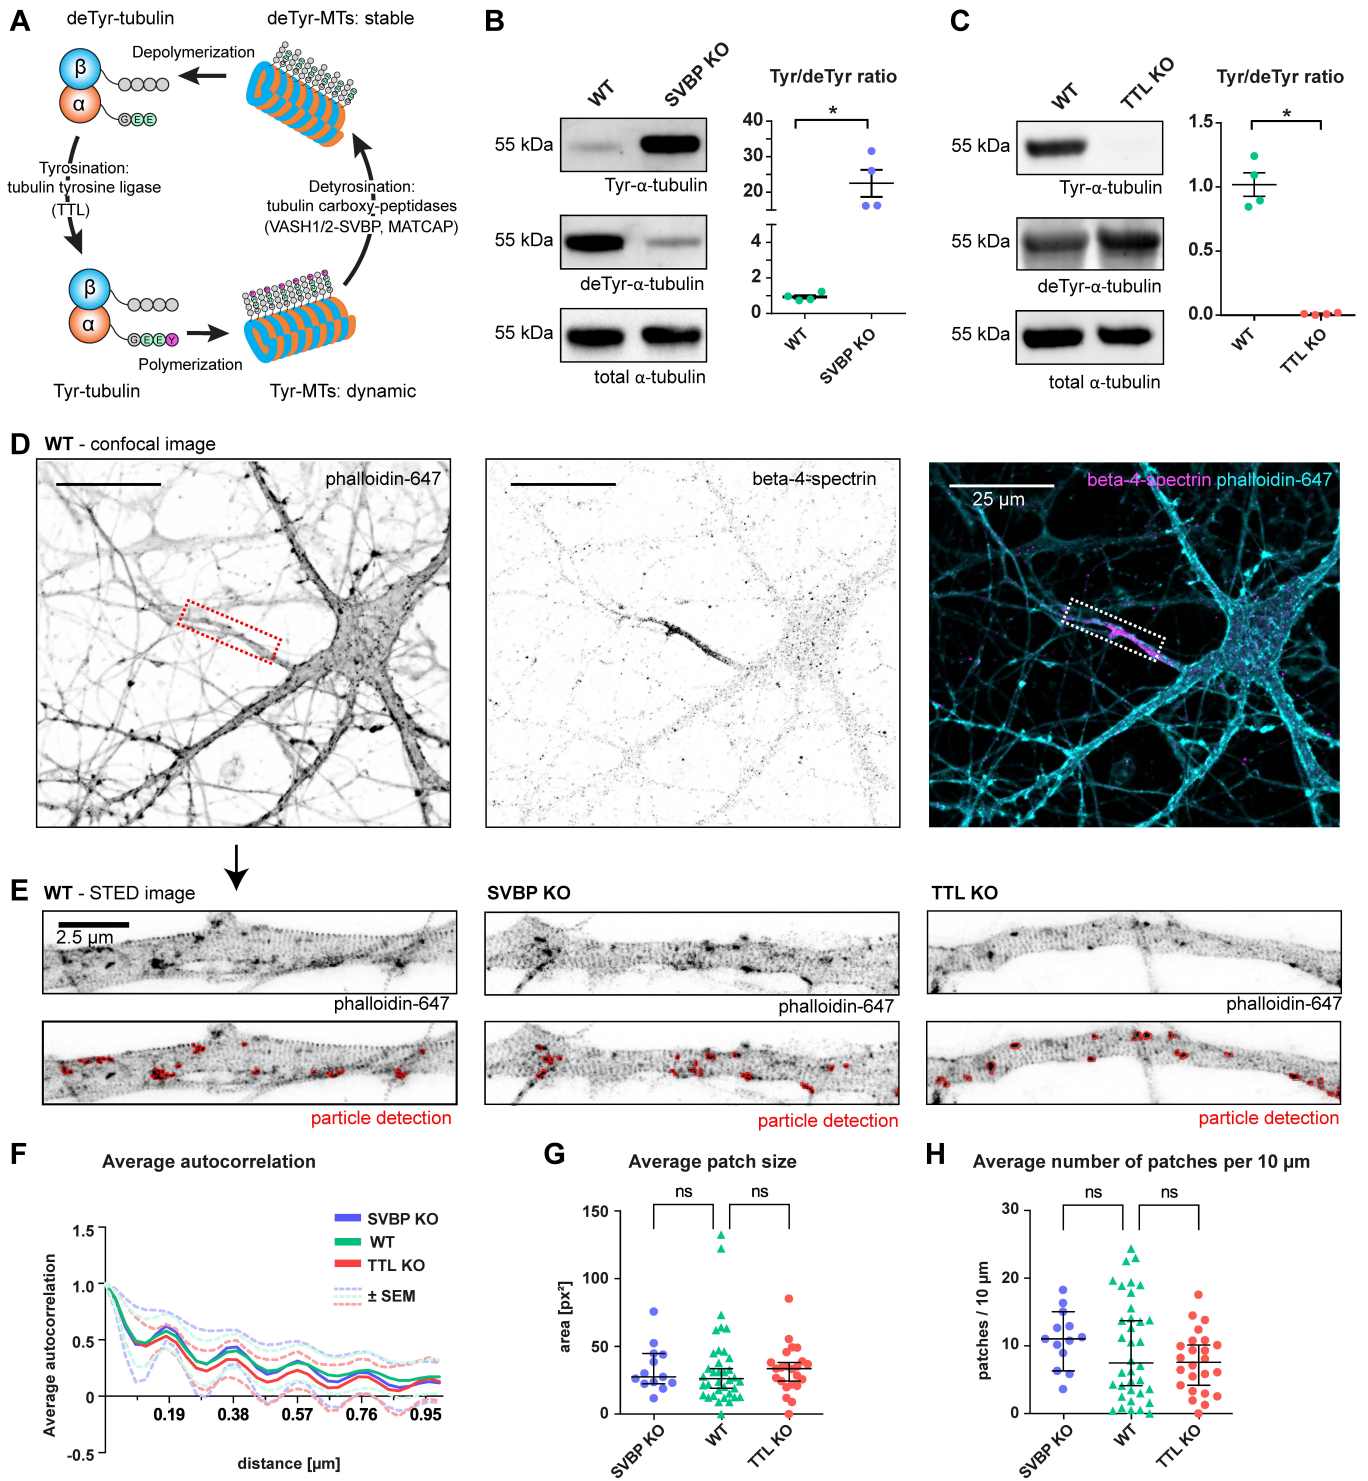 A
deTyr-tubulin
deTyr-MTs: stable
Depolymerization
β
α
G E E
Tyrosination:
tubulin tyrosine ligase
(TTL)
Detyrosination:
tubulin carboxy-peptidases
(VASH1/2-SVBP, MATCAP)
β
α
G E E Y
Polymerization
Tyr-tubulin
Tyr-MTs: dynamic
B
WT
SVBP KO
55 kDa
Tyr-α-tubulin
55 kDa
deTyr-α-tubulin
55 kDa
total α-tubulin
Tyr/deTyr ratio
*
40
30
20
4
2
0
WT
SVBP KO
C
WT
TTL KO
55 kDa
Tyr-α-tubulin
55 kDa
deTyr-α-tubulin
55 kDa
total α-tubulin
Tyr/deTyr ratio
*
1.5
1.0
0.5
0.0
WT
TTL KO
D
WT - confocal image
phalloidin-647
beta-4-spectrin
beta-4-spectrin phalloidin-647
25 µm
E
WT - STED image
SVBP KO
TTL KO
2.5 µm
phalloidin-647
phalloidin-647
phalloidin-647
particle detection
particle detection
particle detection
F
Average autocorrelation
SVBP KO
WT
TTL KO
± SEM
Average autocorrelation
1.5
1.0
0.5
0
-0.5
0.19
0.38
0.57
0.76
0.95
distance [µm]
G
Average patch size
ns
ns
area [px²]
150
100
50
0
SVBP KO
WT
TTL KO
H
Average number of patches per 10 µm
ns
ns
patches / 10 µm
30
20
10
0
SVBP KO
WT
TTL KO